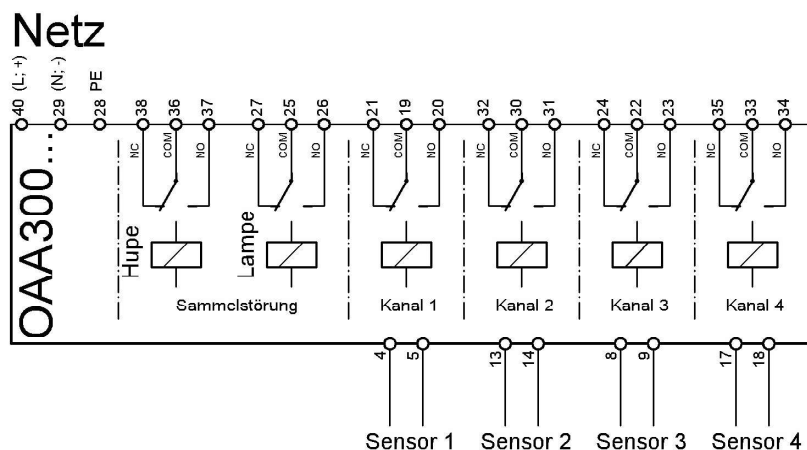 Netz
40 (L; +)
29 (N; -)
28 PE
38
36
37
27
25
26
21
19
20
32
30
31
24
22
23
35
33
34
NC
COM
NO
NC
COM
NO
NC
COM
NO
NC
COM
NO
NC
COM
NO
NC
COM
NO
OAA300...
Hupe
Lampe
Sammclstörung
Kanal 1
Kanal 2
Kanal 3
Kanal 4
4
5
13
14
8
9
17
18
Sensor 1
Sensor 2
Sensor 3
Sensor 4